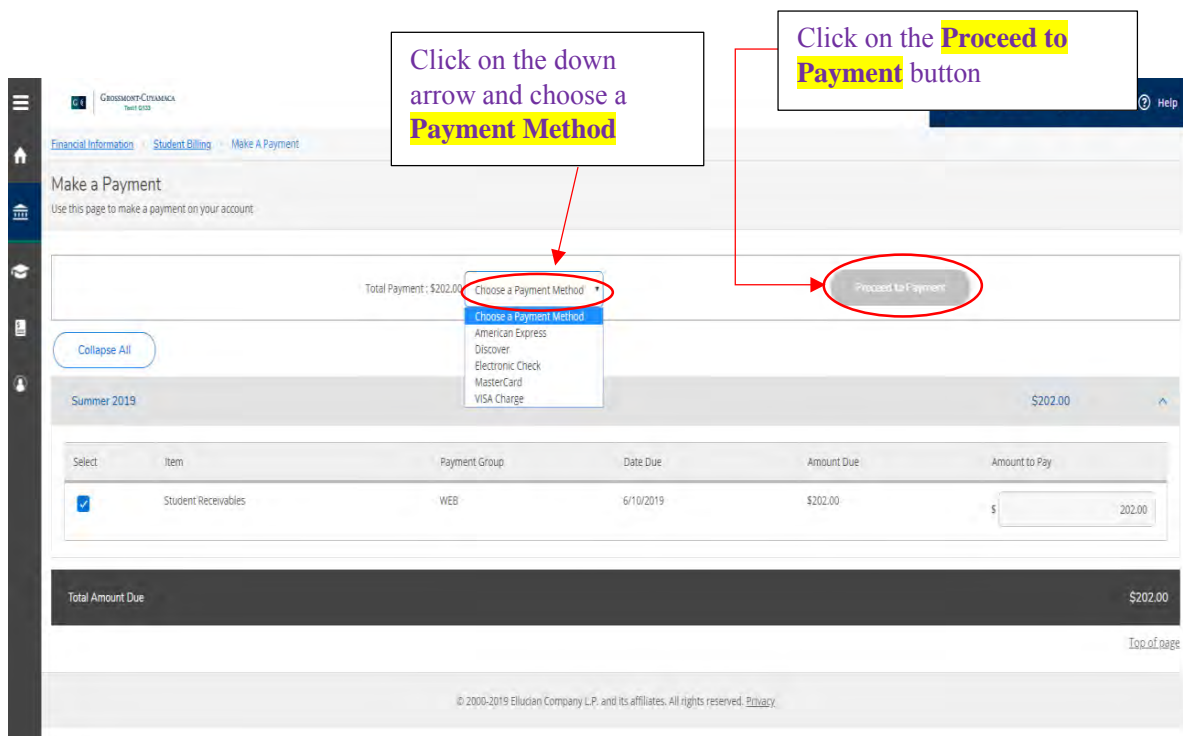 Click on the down
arrow and choose a
Payment Method
Click on the Proceed to
Payment button
GROSSMONT-CUYAMACA
Help
Financial Information
Student Billing
Make A Payment
Make a Payment
Use this page to make a payment on your account
Total Payment : $202.00
Choose a Payment Method
Proceed to Payment
Choose a Payment Method
American Express
Discover
Electronic Check
MasterCard
VISA Charge
Collapse All
Summer 2019
$202.00
Select Item Payment Group Date Due Amount Due Amount to Pay
Student Receivables WEB 6/10/2019 $202.00 $ 202.00
Total Amount Due $202.00
Top of page
© 2000-2019 Ellucian Company L.P. and its affiliates. All rights reserved. Privacy